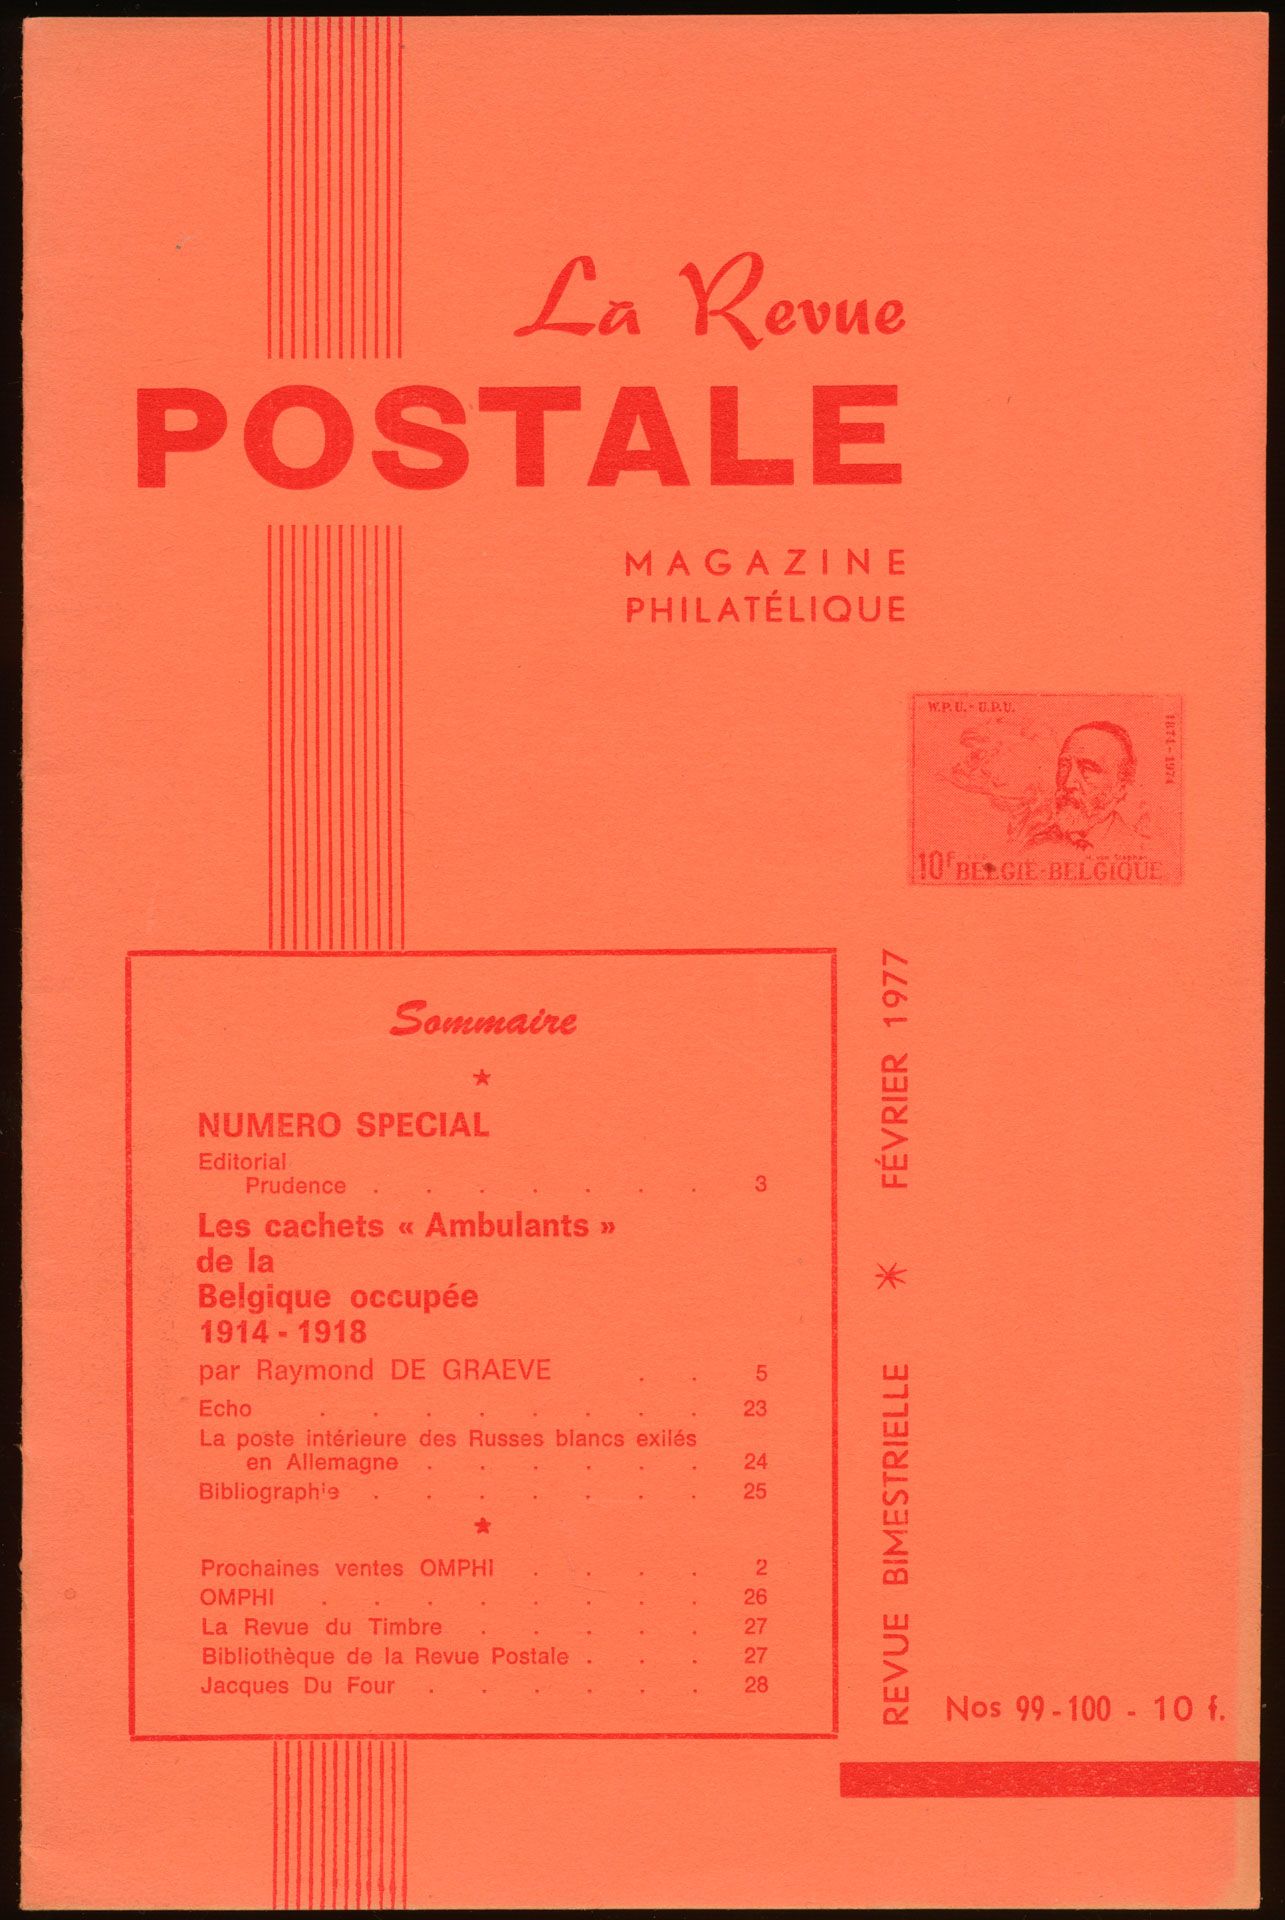 La Revue
POSTALE
MAGAZINE
PHILATÉLIQUE
W.P.U. - U.P.U.
1874 - 1974
H. von Stephan
10F BELGIE-BELGIQUE
Sommaire
NUMERO SPECIAL
Editorial
Prudence . . . . . . . 3
Les cachets « Ambulants »
de la
Belgique occupée
1914 - 1918
par Raymond DE GRAEVE . . 5
Echo . . . . . . . . 23
La poste intérieure des Russes blancs exilés
en Allemagne . . . . . . 24
Bibliographie . . . . . . . 25
Prochaines ventes OMPHI . . . . 2
OMPHI . . . . . . . . 26
La Revue du Timbre . . . . . 27
Bibliothèque de la Revue Postale . . . 27
Jacques Du Four . . . . . . 28
REVUE BIMESTRIELLE * FÉVRIER 1977
Nos 99-100 - 10 f.